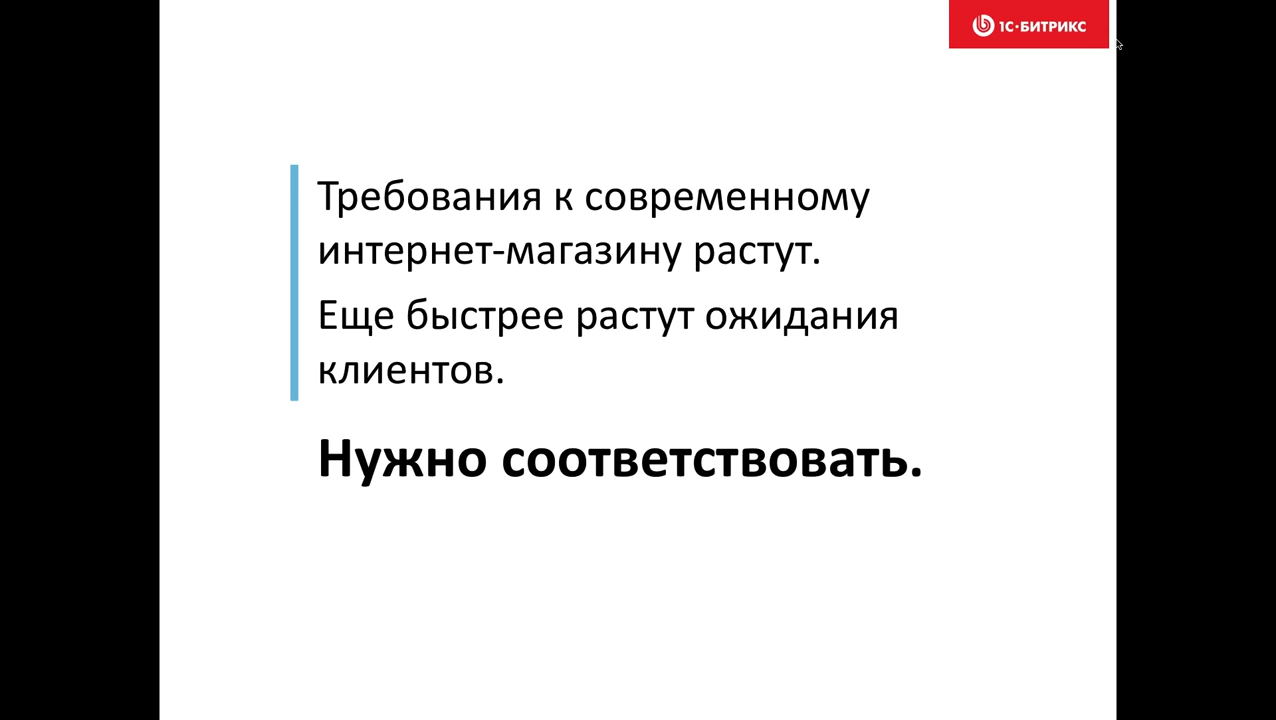 1С·БИТРИКС
Требования к современному
интернет-магазину растут.
Еще быстрее растут ожидания
клиентов.
Нужно соответствовать.